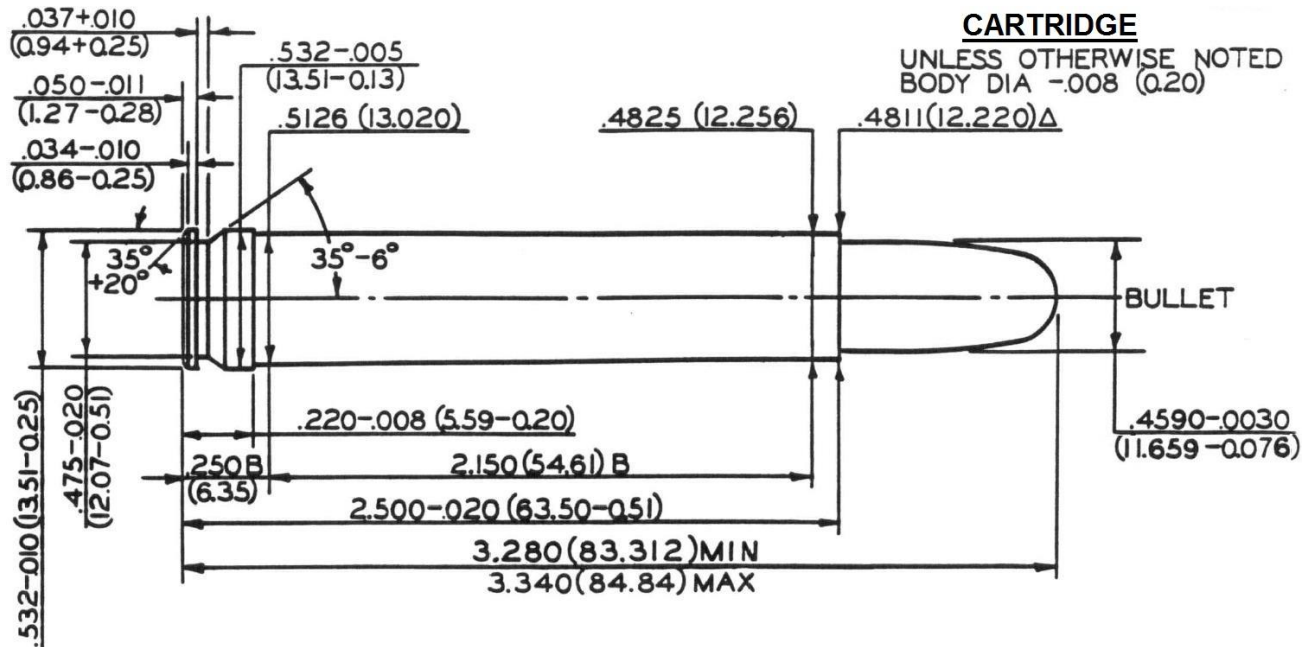 CARTRIDGE
UNLESS OTHERWISE NOTED
BODY DIA -.008 (0.20)
.037+.010
(0.94+0.25)
.532-.005
(13.51-0.13)
.050-.011
(1.27-0.28)
.5126 (13.020)
.4825 (12.256)
.4811(12.220)Δ
.034-.010
(0.86-0.25)
35°
+20°
35°-6°
BULLET
.532-.010(13.51-0.25)
.475-.020
(12.07-0.51)
.220-.008 (5.59-0.20)
.4590-.0030
(11.659-0.076)
.250 B
(6.35)
2.150(54.61) B
2.500-.020 (63.50-0.51)
3.280(83.312)MIN
3.340(84.84) MAX